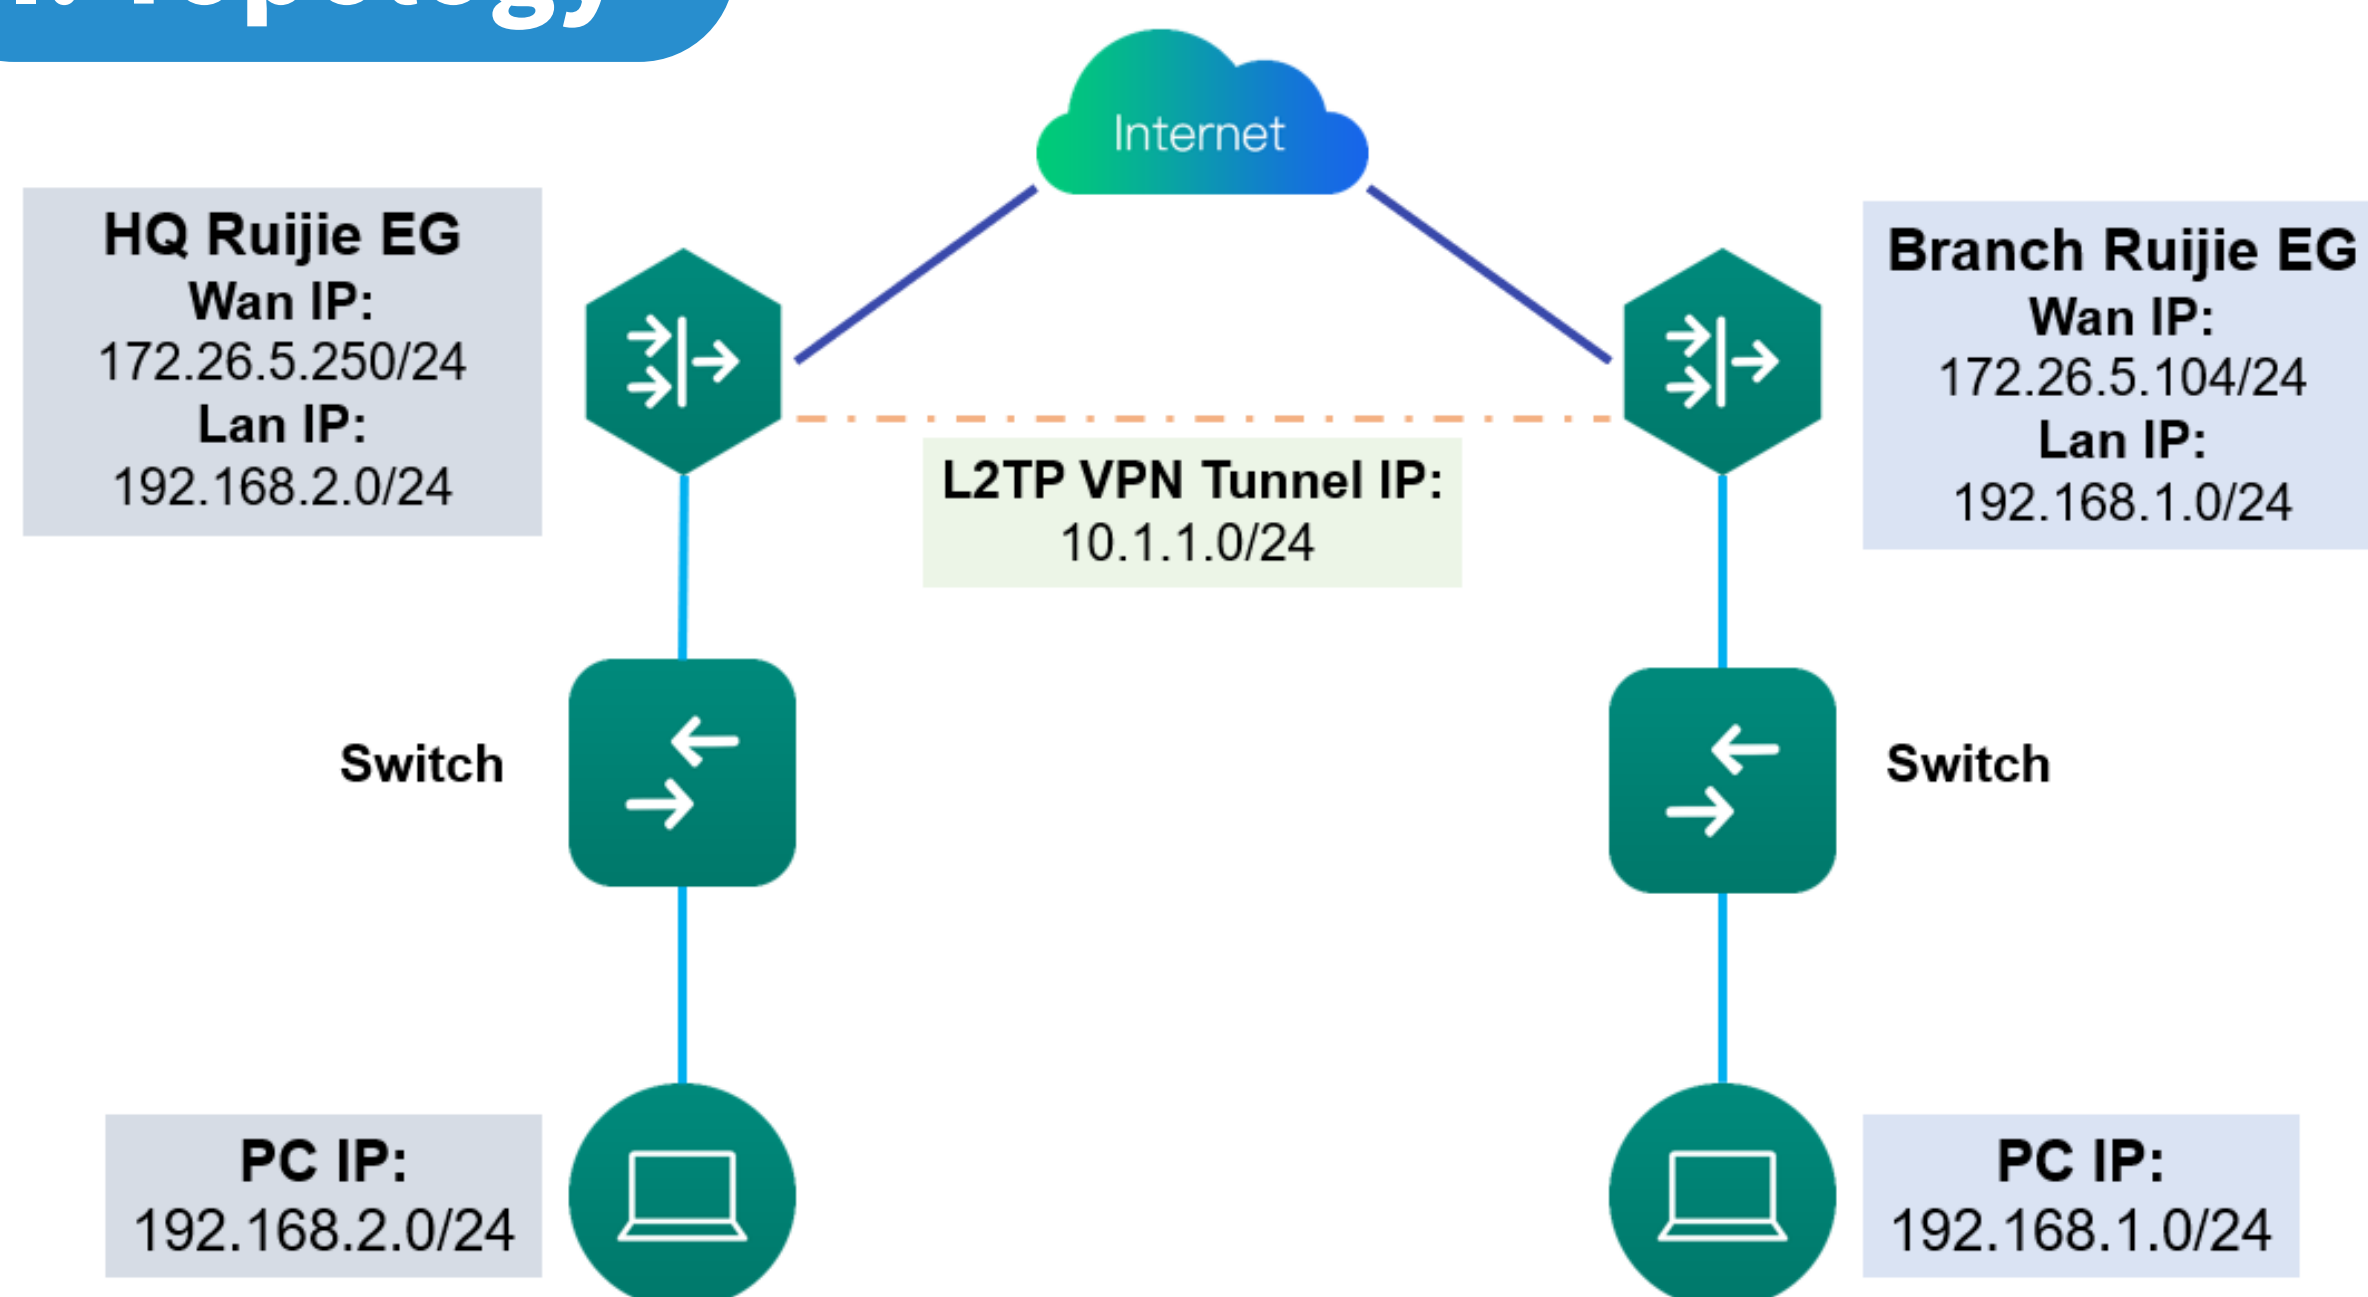 Topology
Internet
HQ Ruijie EG
Wan IP:
172.26.5.250/24
Lan IP:
192.168.2.0/24
Branch Ruijie EG
Wan IP:
172.26.5.104/24
Lan IP:
192.168.1.0/24
L2TP VPN Tunnel IP:
10.1.1.0/24
Switch
Switch
PC IP:
192.168.2.0/24
PC IP:
192.168.1.0/24